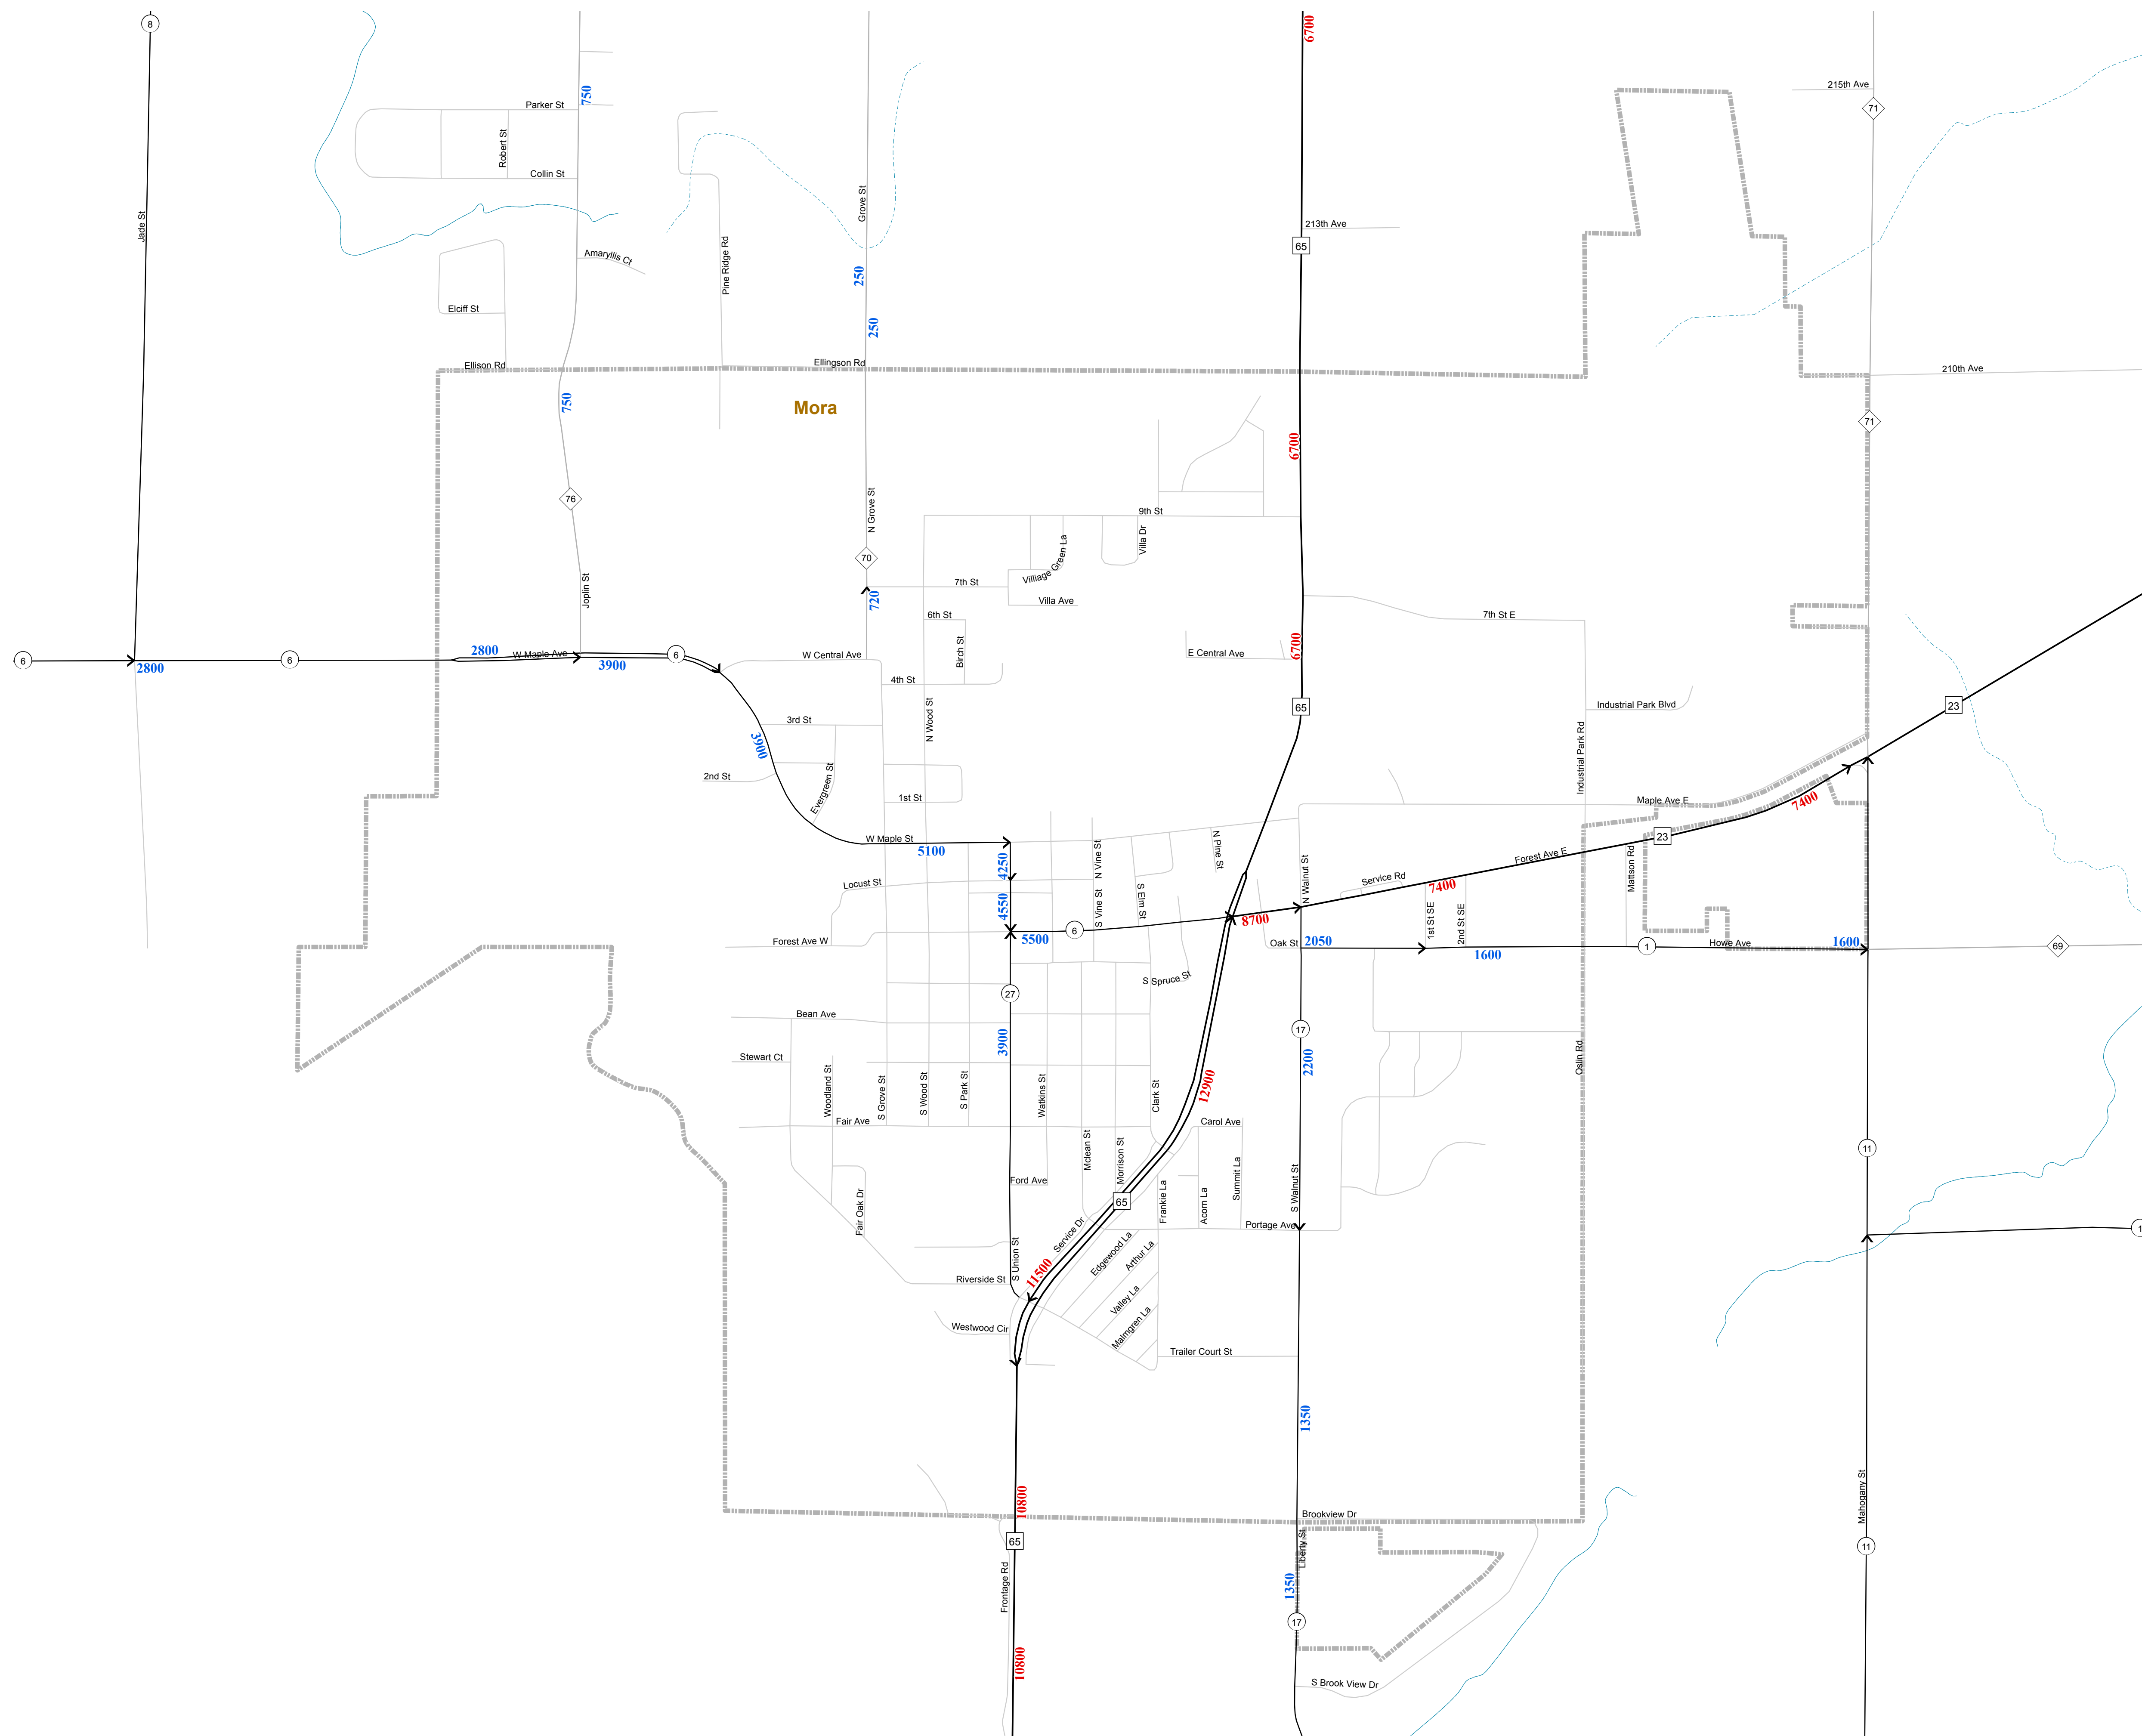 8
6700
215th Ave
71
Parker St
750
Robert St
Collin St
Jade St
Grove St
213th Ave
65
Amaryllis Ct
Pine Ridge Rd
250
Elciff St
250
Ellison Rd
Ellingson Rd
210th Ave
750
Mora
71
6700
76
N Grove St
9th St
Villa Dr
Villiage Green La
70
7th St
Joplin St
720
Villa Ave
6th St
7th St E
Birch St
6700
6
2800
6
2800
W Maple Ave
3900
6
W Central Ave
E Central Ave
4th St
65
Industrial Park Blvd
23
3rd St
N Wood St
3900
Industrial Park Rd
2nd St
Evergreen St
1st St
Maple Ave E
7400
W Maple St
5100
4250
N Vine St
N Pine St
23
Forest Ave E
Mattson Rd
Locust St
Service Rd
7400
N Walnut St
4550
S Vine St
S Elm St
8700
1st St SE
2nd St SE
Forest Ave W
5500
6
Oak St
2050
1600
1
Howe Ave
1600
69
S Spruce St
27
Bean Ave
17
3900
Stewart Ct
2200
Oslin Rd
Woodland St
S Grove St
S Wood St
S Park St
Watkins St
Clark St
12900
Fair Ave
Carol Ave
Mclean St
Morrison St
11
Ford Ave
Frankie La
Acorn La
Summit La
S Walnut St
65
Fair Oak Dr
Service Dr
Portage Ave
1
S Union St
Edgewood La
Arthur La
Riverside St
11500
Valley La
Malmgren La
Westwood Cir
Trailer Court St
1350
10800
Mahogany St
Brookview Dr
65
Liberty St
11
Frontage Rd
1350
17
10800
S Brook View Dr